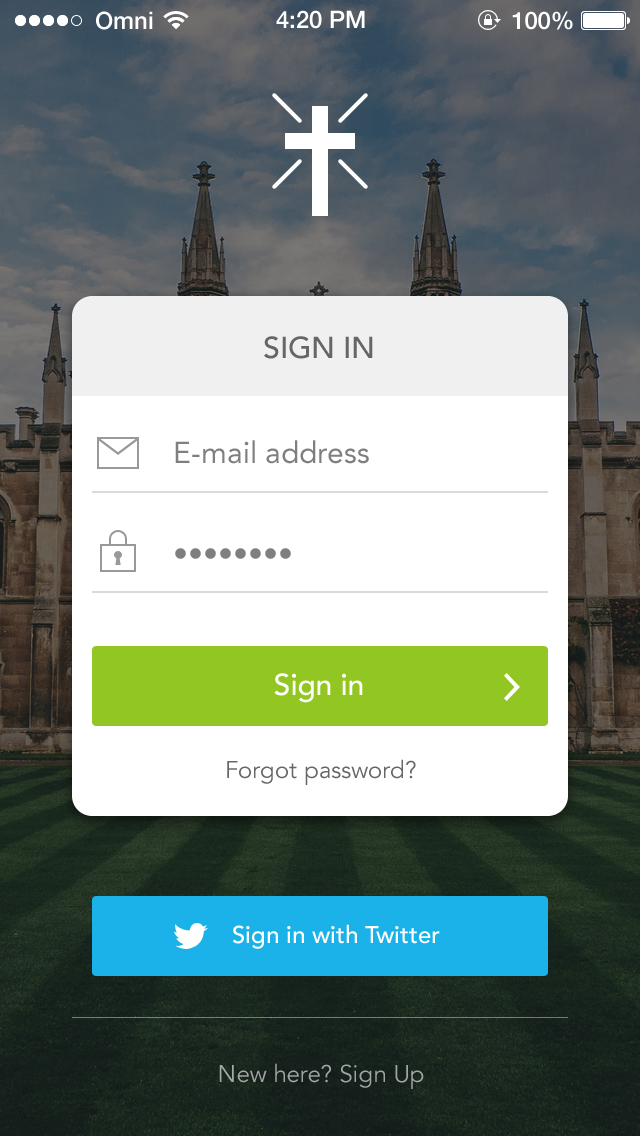 Omni 4:20 PM 100%
SIGN IN
E-mail address
••••••••
Sign in
Forgot password?
Sign in with Twitter
New here? Sign Up